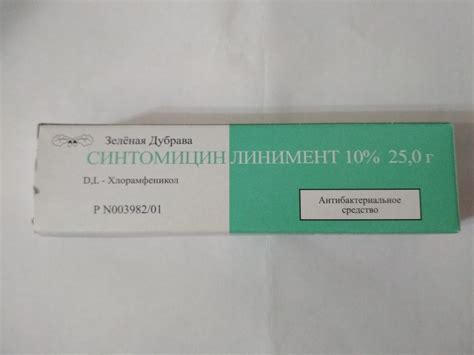 Зелёная Дубрава
СИНТОМИЦИН ЛИНИМЕНТ 10% 25,0 г
D,L - Хлорамфеникол
Р N003982/01
Антибактериальное
средство